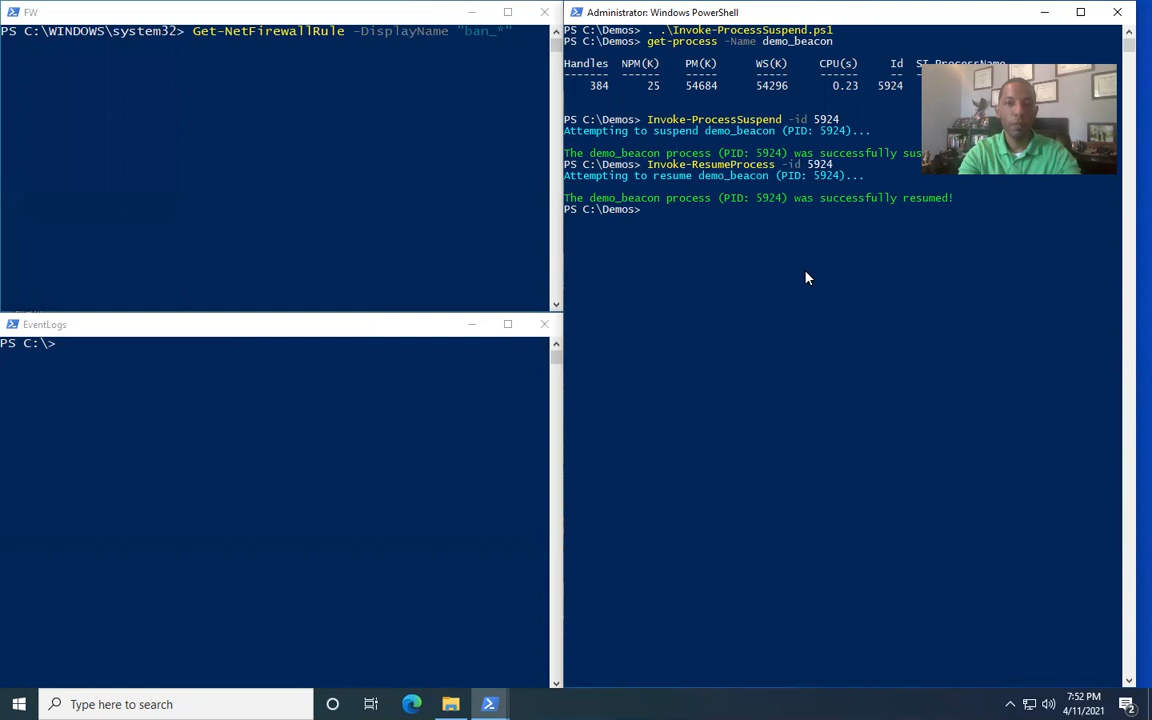 FW
PS C:\WINDOWS\system32> Get-NetFirewallRule -DisplayName "ban_*"
Administrator: Windows PowerShell
PS C:\Demos> . .\Invoke-ProcessSuspend.ps1
PS C:\Demos> get-process -Name demo_beacon
Handles NPM(K) PM(K) WS(K) CPU(s) Id SI ProcessName
------- ------ ----- ----- ------ --
384 25 54684 54296 0.23 5924
PS C:\Demos> Invoke-ProcessSuspend -id 5924
Attempting to suspend demo_beacon (PID: 5924)...
The demo_beacon process (PID: 5924) was successfully sus
PS C:\Demos> Invoke-ResumeProcess -id 5924
Attempting to resume demo_beacon (PID: 5924)...
The demo_beacon process (PID: 5924) was successfully resumed!
PS C:\Demos>
EventLogs
PS C:\>
Type here to search
7:52 PM
4/11/2021
2